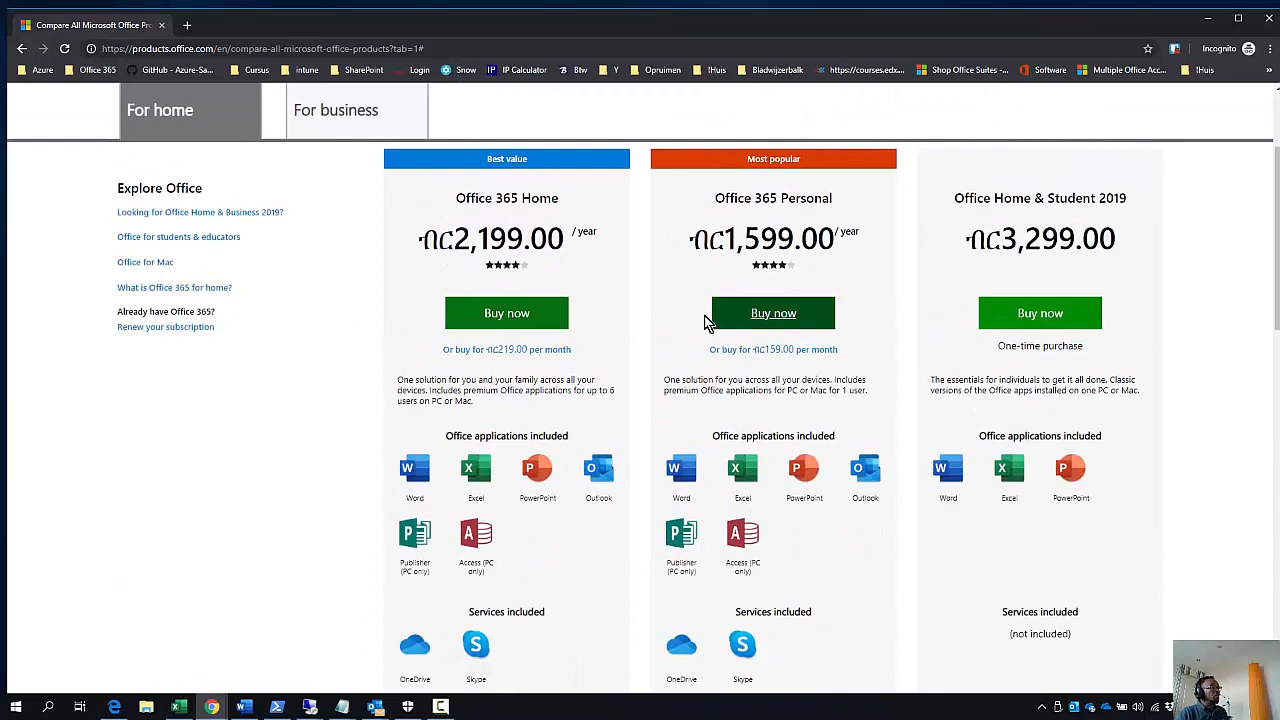 Compare All Microsoft Office Pro
https://products.office.com/en/compare-all-microsoft-office-products?tab=1#
Incognito
Azure
Office 365
GitHub - Azure-Sa...
Cursus
intune
SharePoint
Login
Snow
IP Calculator
Btw
Y
Opruimen
!Huis
Bladwijzerbalk
https://courses.edx...
Shop Office Suites -...
Software
Multiple Office Acc...
!Huis
For home
For business
Explore Office
Looking for Office Home & Business 2019?
Office for students & educators
Office for Mac
What is Office 365 for home?
Already have Office 365?
Renew your subscription
Best value
Office 365 Home
ብር2,199.00 / year
Buy now
Or buy for ብር219.00 per month
One solution for you and your family across all your
devices. Includes premium Office applications for up to 6
users on PC or Mac.
Office applications included
Word
Excel
PowerPoint
Outlook
Publisher
(PC only)
Access (PC
only)
Services included
OneDrive
Skype
Most popular
Office 365 Personal
ብር1,599.00 / year
Buy now
Or buy for ብር159.00 per month
One solution for you across all your devices. Includes
premium Office applications for PC or Mac for 1 user.
Office applications included
Word
Excel
PowerPoint
Outlook
Publisher
(PC only)
Access (PC
only)
Services included
OneDrive
Skype
Office Home & Student 2019
ብር3,299.00
Buy now
One-time purchase
The essentials for individuals to get it all done. Classic
versions of the Office apps installed on one PC or Mac.
Office applications included
Word
Excel
PowerPoint
Services included
(not included)